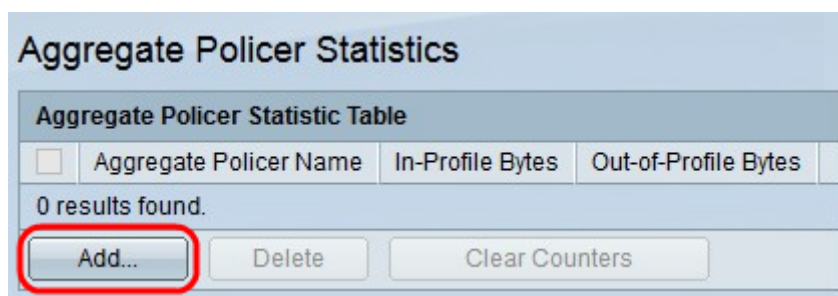 Aggregate Policer Statistics
Aggregate Policer Statistic Table
Aggregate Policer Name In-Profile Bytes Out-of-Profile Bytes
0 results found.
Add... Delete Clear Counters